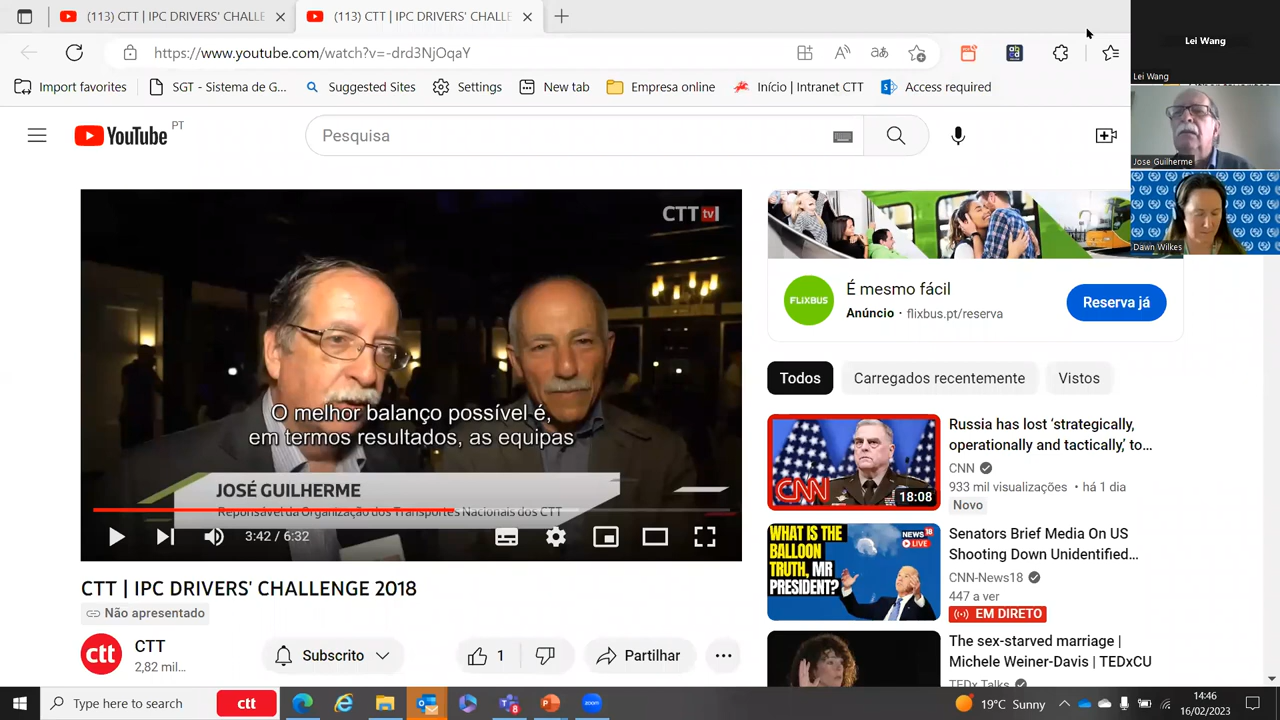 (113) CTT | IPC DRIVERS' CHALLE
(113) CTT | IPC DRIVERS' CHALLE
https://www.youtube.com/watch?v=-drd3NjOqaY
Import favorites
SGT - Sistema de G...
Suggested Sites
Settings
New tab
Empresa online
Início | Intranet CTT
Access required
Lei Wang
Lei Wang
Jose Guilherme
Dawn Wilkes
YouTube PT
Pesquisa
CTT tv
O melhor balanço possível é,
em termos resultados, as equipas
JOSÉ GUILHERME
Responsável da Organização dos Transportes Nacionais dos CTT
3:42 / 6:32
CTT | IPC DRIVERS' CHALLENGE 2018
Não apresentado
ctt
CTT
2,82 mil...
Subscrito
1
Partilhar
FLIXBUS
É mesmo fácil
Anúncio · flixbus.pt/reserva
Reserva já
Todos
Carregados recentemente
Vistos
CNN
18:08
Russia has lost ‘strategically,
operationally and tactically,’ to...
CNN
933 mil visualizações • há 1 dia
Novo
WHAT IS THE
BALLOON
TRUTH, MR
PRESIDENT?
NEWS18
LIVE
Senators Brief Media On US
Shooting Down Unidentified...
CNN-News18
447 a ver
EM DIRETO
The sex-starved marriage |
Michele Weiner-Davis | TEDxCU
TEDx Talks
Type here to search
ctt
8
zoom
19°C Sunny
14:46
16/02/2023